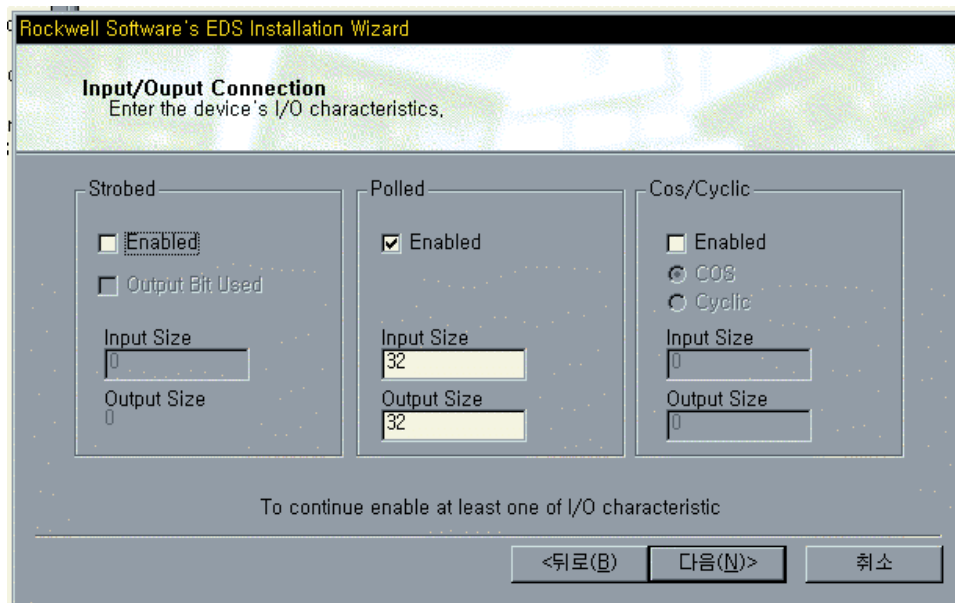 Rockwell Software's EDS Installation Wizard
Input/Ouput Connection
Enter the device's I/O characteristics,
Strobed
Enabled
Output Bit Used
Input Size
0
Output Size
0
Polled
Enabled
Input Size
32
Output Size
32
Cos/Cyclic
Enabled
COS
Cyclic
Input Size
0
Output Size
0
To continue enable at least one of I/O characteristic
<뒤로(B)
다음(N)>
취소